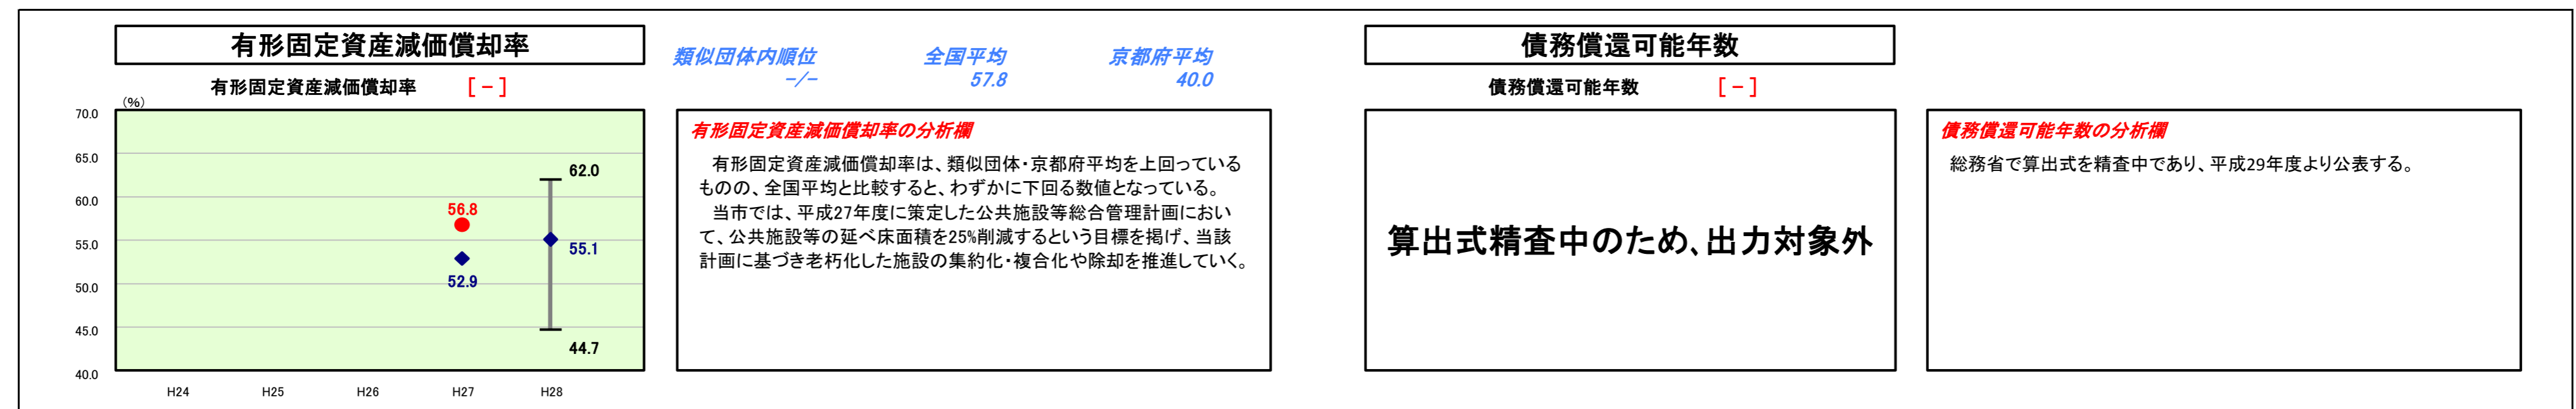 有形固定資産減価償却率
有形固定資産減価償却率 [－]
類似団体内順位 全国平均 京都府平均
-/- 57.8 40.0
(%)
70.0
65.0
60.0
55.0
50.0
45.0
40.0
56.8
52.9
62.0
55.1
44.7
H24 H25 H26 H27 H28
有形固定資産減価償却率の分析欄
有形固定資産減価償却率は、類似団体・京都府平均を上回っている
ものの、全国平均と比較すると、わずかに下回る数値となっている。
当市では、平成27年度に策定した公共施設等総合管理計画におい
て、公共施設等の延べ床面積を25%削減するという目標を掲げ、当該
計画に基づき老朽化した施設の集約化・複合化や除却を推進していく。
債務償還可能年数
債務償還可能年数 [－]
算出式精査中のため、出力対象外
債務償還可能年数の分析欄
総務省で算出式を精査中であり、平成29年度より公表する。